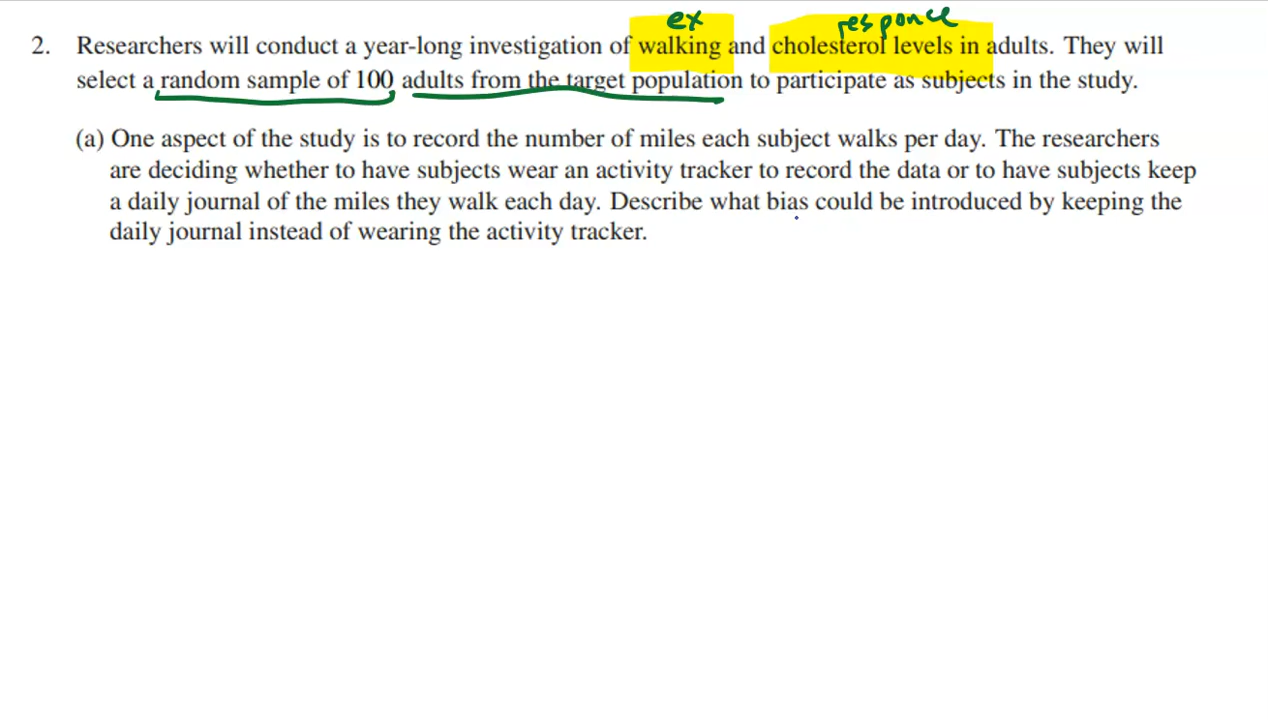 ex responce
2. Researchers will conduct a year-long investigation of walking and cholesterol levels in adults. They will
select a random sample of 100 adults from the target population to participate as subjects in the study.
(a) One aspect of the study is to record the number of miles each subject walks per day. The researchers
are deciding whether to have subjects wear an activity tracker to record the data or to have subjects keep
a daily journal of the miles they walk each day. Describe what bias could be introduced by keeping the
daily journal instead of wearing the activity tracker.